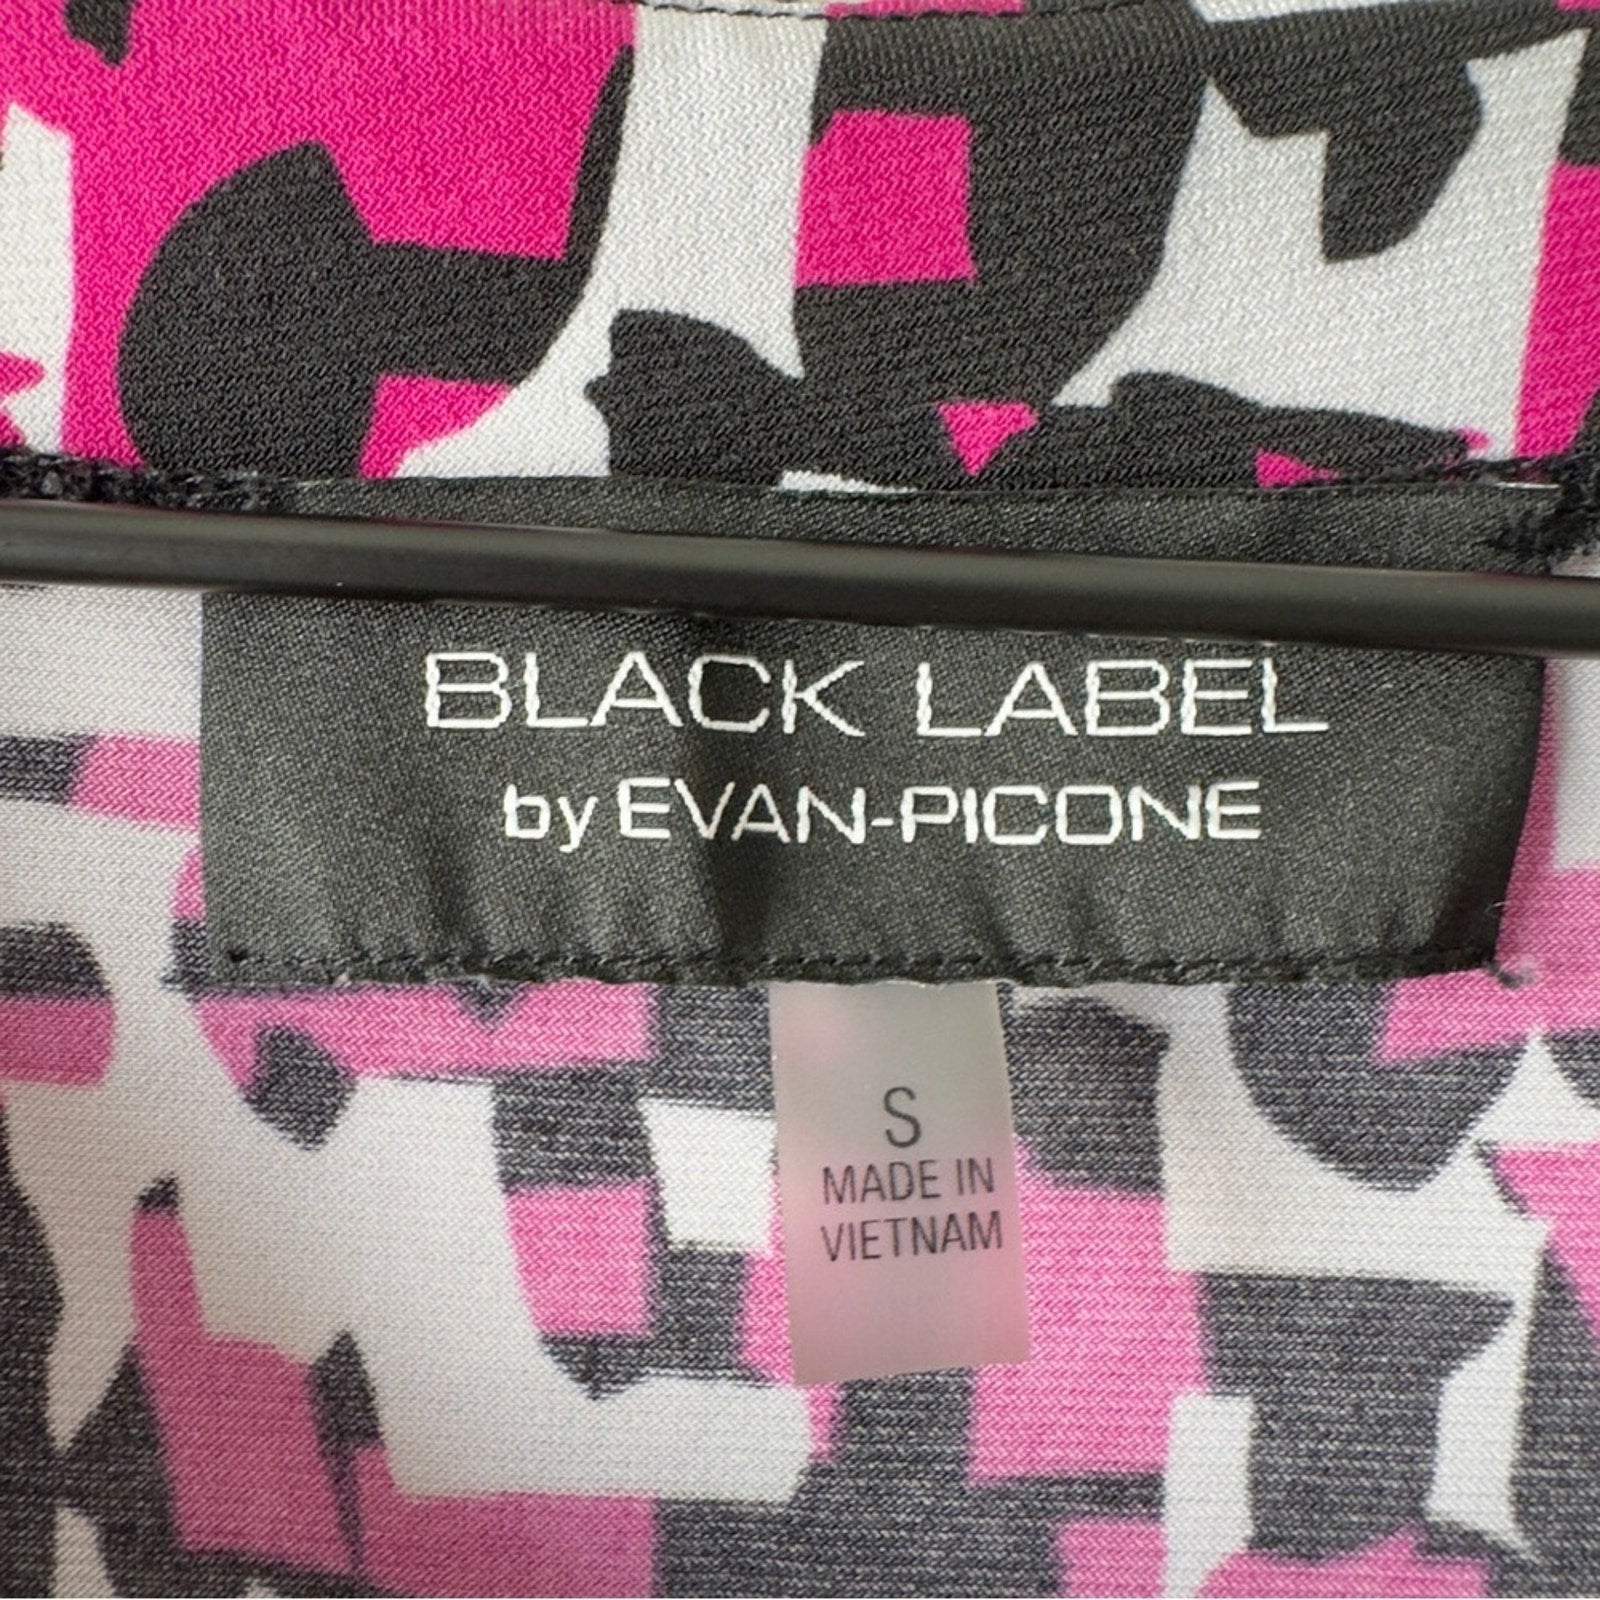 BLACK LABEL
by EVAN-PICONE
S
MADE IN
VIETNAM